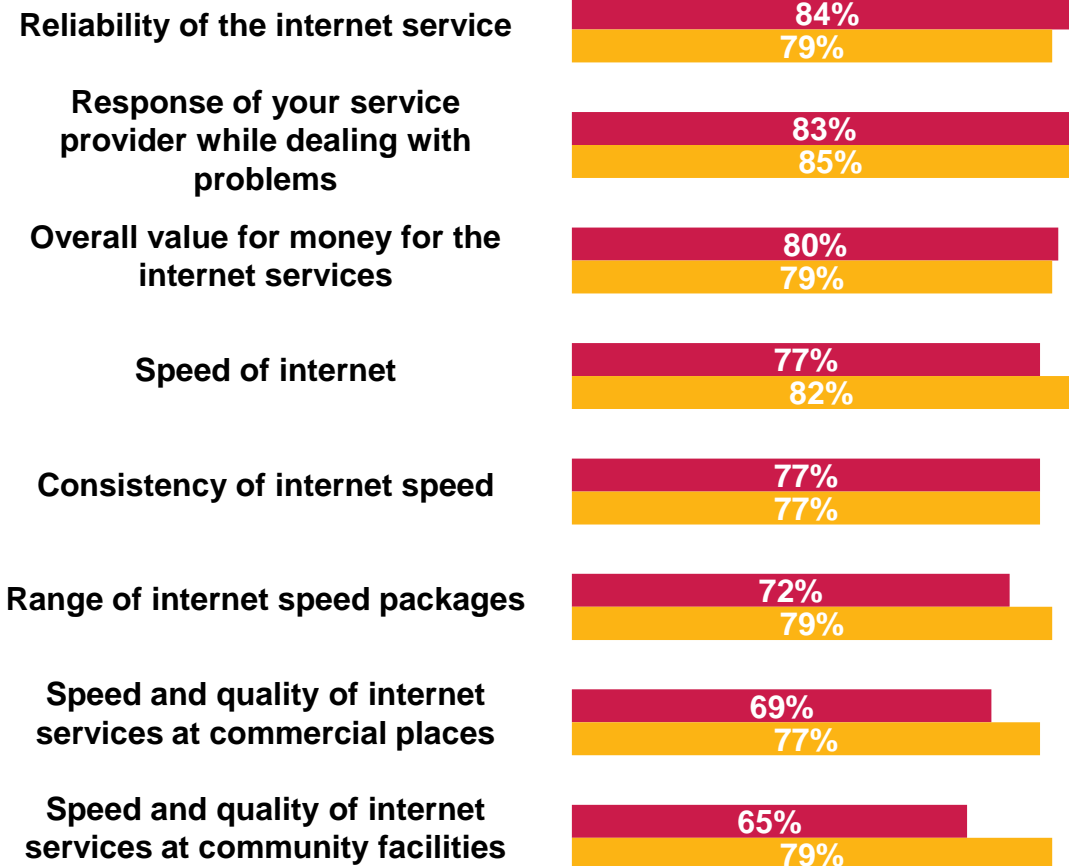 Reliability of the internet service
84%
79%
Response of your service
provider while dealing with
problems
83%
85%
Overall value for money for the
internet services
80%
79%
Speed of internet
77%
82%
Consistency of internet speed
77%
77%
Range of internet speed packages
72%
79%
Speed and quality of internet
services at commercial places
69%
77%
Speed and quality of internet
services at community facilities
65%
79%